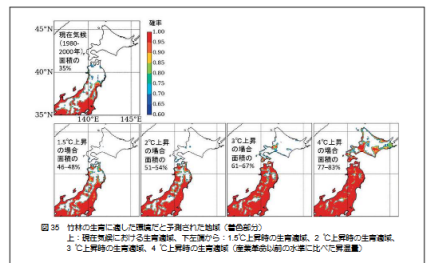 確率
45°N
現在気候
(1980-
2000年)、
面積の
35%
40°N
35°N
140°E
145°E
1.00
0.95
0.90
0.85
0.80
0.75
0.70
0.65
0.60
1.5℃上昇
の場合
面積の
46-48%
2℃上昇
の場合
面積の
51-54%
3℃上昇
の場合
面積の
61-67%
4℃上昇
の場合
面積の
77-83%
図 35 竹林の生育に適した環境だと予測された地域(着色部分)
上:現在気候における生育適域、下左側から:1.5℃上昇時の生育適域、2 ℃上昇時の生育適域、
3 ℃上昇時の生育適域、4 ℃上昇時の生育適域(産業革命以前の水準に比べた昇温量)